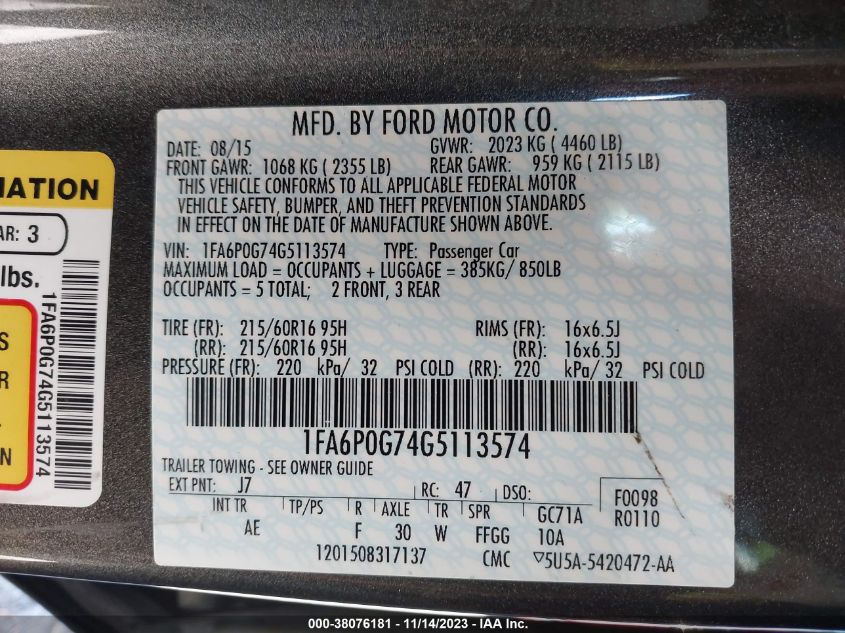 MFD. BY FORD MOTOR CO.
DATE: 08/15 GVWR: 2023 KG ( 4460 LB)
FRONT GAWR: 1068 KG ( 2355 LB) REAR GAWR: 959 KG ( 2115 LB)
THIS VEHICLE CONFORMS TO ALL APPLICABLE FEDERAL MOTOR
VEHICLE SAFETY, BUMPER, AND THEFT PREVENTION STANDARDS
IN EFFECT ON THE DATE OF MANUFACTURE SHOWN ABOVE.
VIN: 1FA6P0G74G5113574 TYPE: Passenger Car
MAXIMUM LOAD = OCCUPANTS + LUGGAGE = 385KG/ 850LB
OCCUPANTS = 5 TOTAL; 2 FRONT, 3 REAR
TIRE (FR): 215/60R16 95H RIMS (FR): 16x6.5J
(RR): 215/60R16 95H (RR): 16x6.5J
PRESSURE (FR): 220 kPa/ 32 PSI COLD (RR): 220 kPa/ 32 PSI COLD
1FA6P0G74G5113574
TRAILER TOWING - SEE OWNER GUIDE
EXT PNT: J7 RC: 47 DSO: F0098
INT TR TP/PS R AXLE TR SPR GC71A R0110
AE F 30 W FFGG 10A
1201508317137 CMC ▽5U5A-5420472-AA
MATION
AR: 3
lbs.
S
R
.
N
1FA6P0G74G5113574
000-38076181 - 11/14/2023 - IAA Inc.